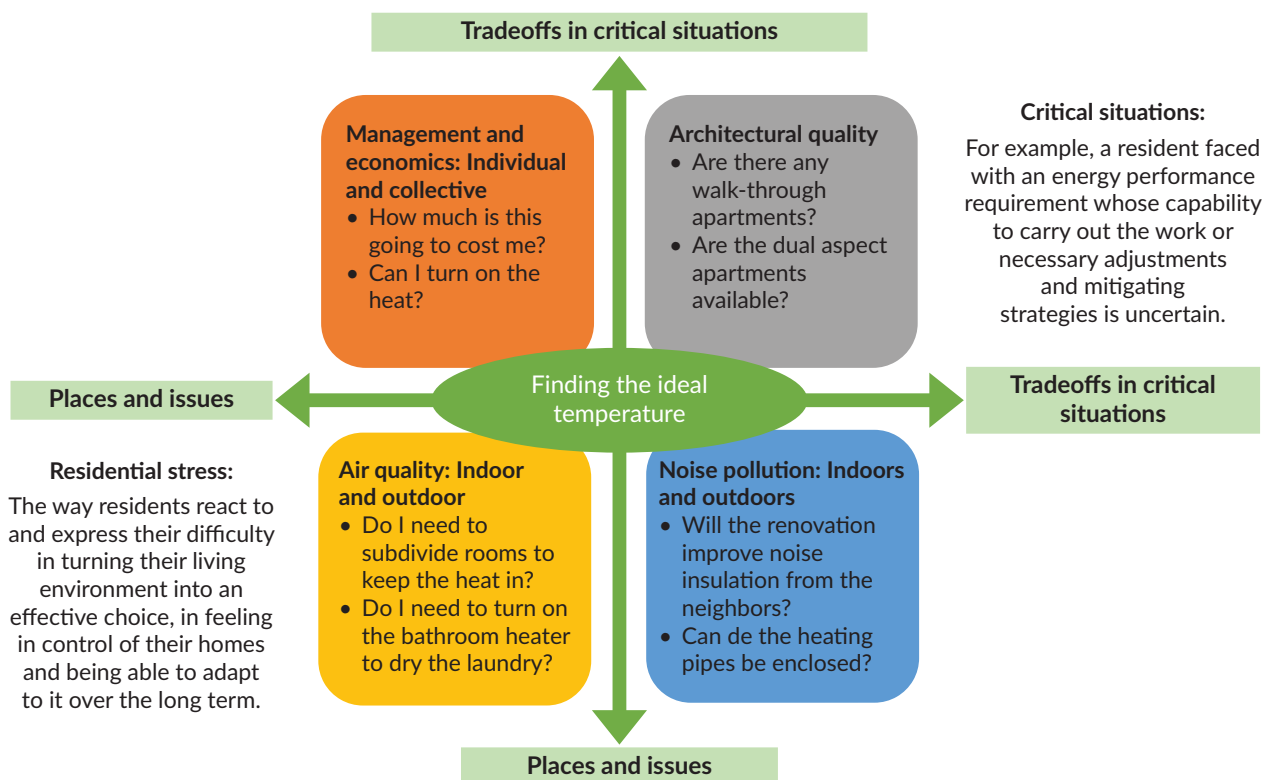 Tradeoffs in critical situations
Management and
economics: Individual
and collective
• How much is this
going to cost me?
• Can I turn on the
heat?
Architectural quality
• Are there any
walk-through
apartments?
• Are the dual aspect
apartments
available?
Critical situations:
For example, a resident faced
with an energy performance
requirement whose capability
to carry out the work or
necessary adjustments
and mitigating
strategies is uncertain.
Places and issues
Finding the ideal
temperature
Tradeoffs in critical
situations
Residential stress:
The way residents react to
and express their difficulty
in turning their living
environment into an
effective choice, in feeling
in control of their homes
and being able to adapt
to it over the long term.
Air quality: Indoor
and outdoor
• Do I need to
subdivide rooms to
keep the heat in?
• Do I need to turn on
the bathroom heater
to dry the laundry?
Noise pollution: Indoors
and outdoors
• Will the renovation
improve noise
insulation from the
neighbors?
• Can de the heating
pipes be enclosed?
Places and issues